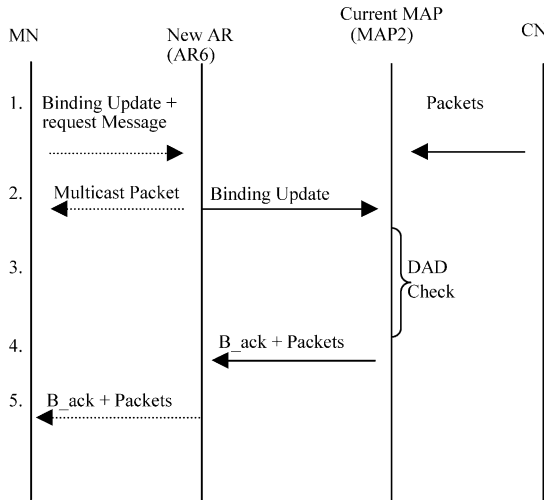 MN
New AR
(AR6)
Current MAP
(MAP2)
CN
1.
Binding Update +
request Message
Packets
2.
Multicast Packet
Binding Update
3.
DAD
Check
4.
B_ack + Packets
5.
B_ack + Packets